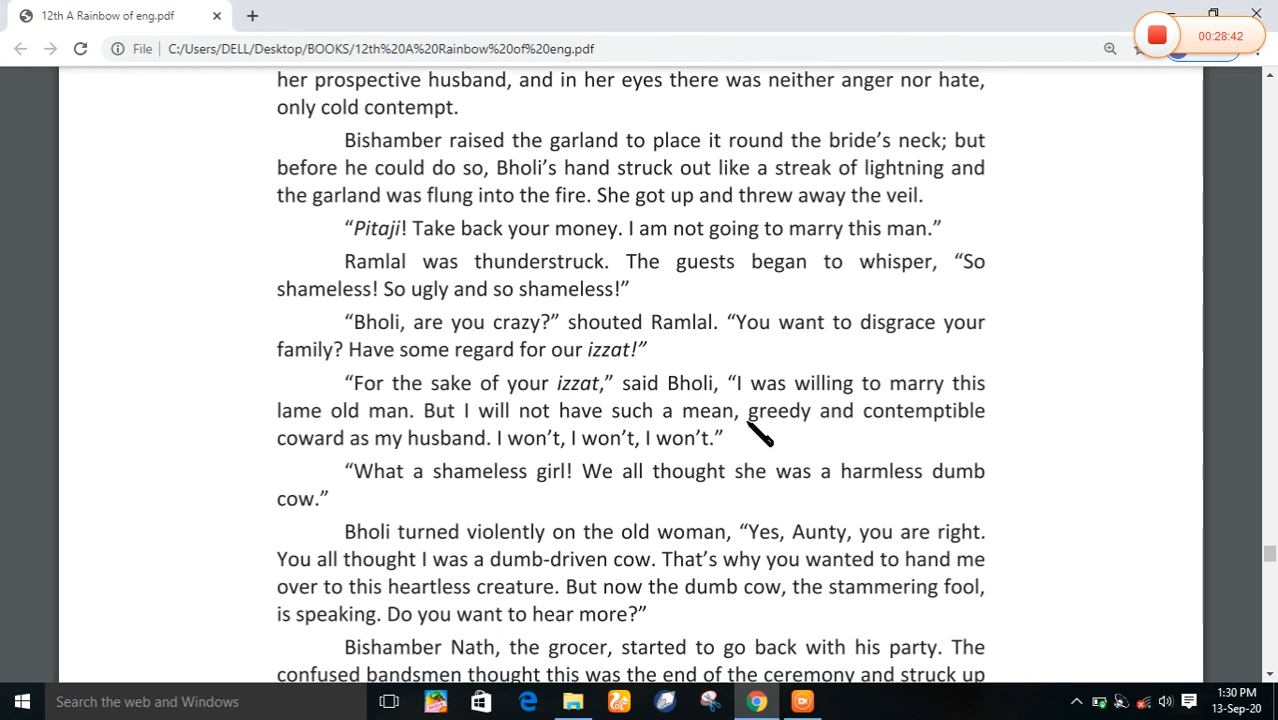 12th A Rainbow of eng.pdf
00:28:42
File
C:/Users/DELL/Desktop/BOOKS/12th%20A%20Rainbow%20of%20eng.pdf
her prospective husband, and in her eyes there was neither anger nor hate,
only cold contempt.
Bishamber raised the garland to place it round the bride’s neck; but
before he could do so, Bholi’s hand struck out like a streak of lightning and
the garland was flung into the fire. She got up and threw away the veil.
“Pitaji! Take back your money. I am not going to marry this man.”
Ramlal was thunderstruck. The guests began to whisper, “So
shameless! So ugly and so shameless!”
“Bholi, are you crazy?” shouted Ramlal. “You want to disgrace your
family? Have some regard for our izzat!”
“For the sake of your izzat,” said Bholi, “I was willing to marry this
lame old man. But I will not have such a mean, greedy and contemptible
coward as my husband. I won’t, I won’t, I won’t.”
“What a shameless girl! We all thought she was a harmless dumb
cow.”
Bholi turned violently on the old woman, “Yes, Aunty, you are right.
You all thought I was a dumb-driven cow. That’s why you wanted to hand me
over to this heartless creature. But now the dumb cow, the stammering fool,
is speaking. Do you want to hear more?”
Bishamber Nath, the grocer, started to go back with his party. The
confused bandsmen thought this was the end of the ceremony and struck up
Search the web and Windows
1:30 PM
13-Sep-20